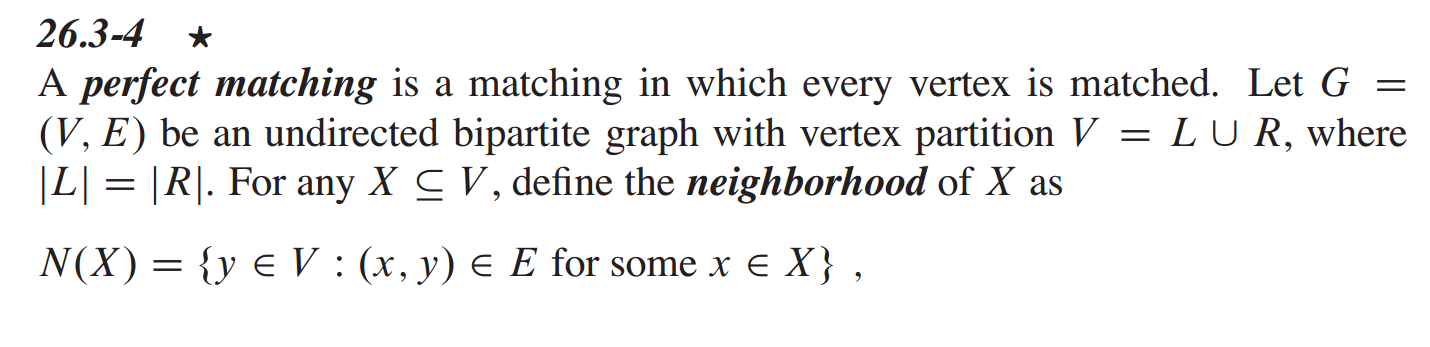 26.3-4 ★
A perfect matching is a matching in which every vertex is matched. Let G =
(V, E) be an undirected bipartite graph with vertex partition V = L ∪ R, where
|L| = |R|. For any X ⊆ V, define the neighborhood of X as
N(X) = {y ∈ V : (x, y) ∈ E for some x ∈ X} ,